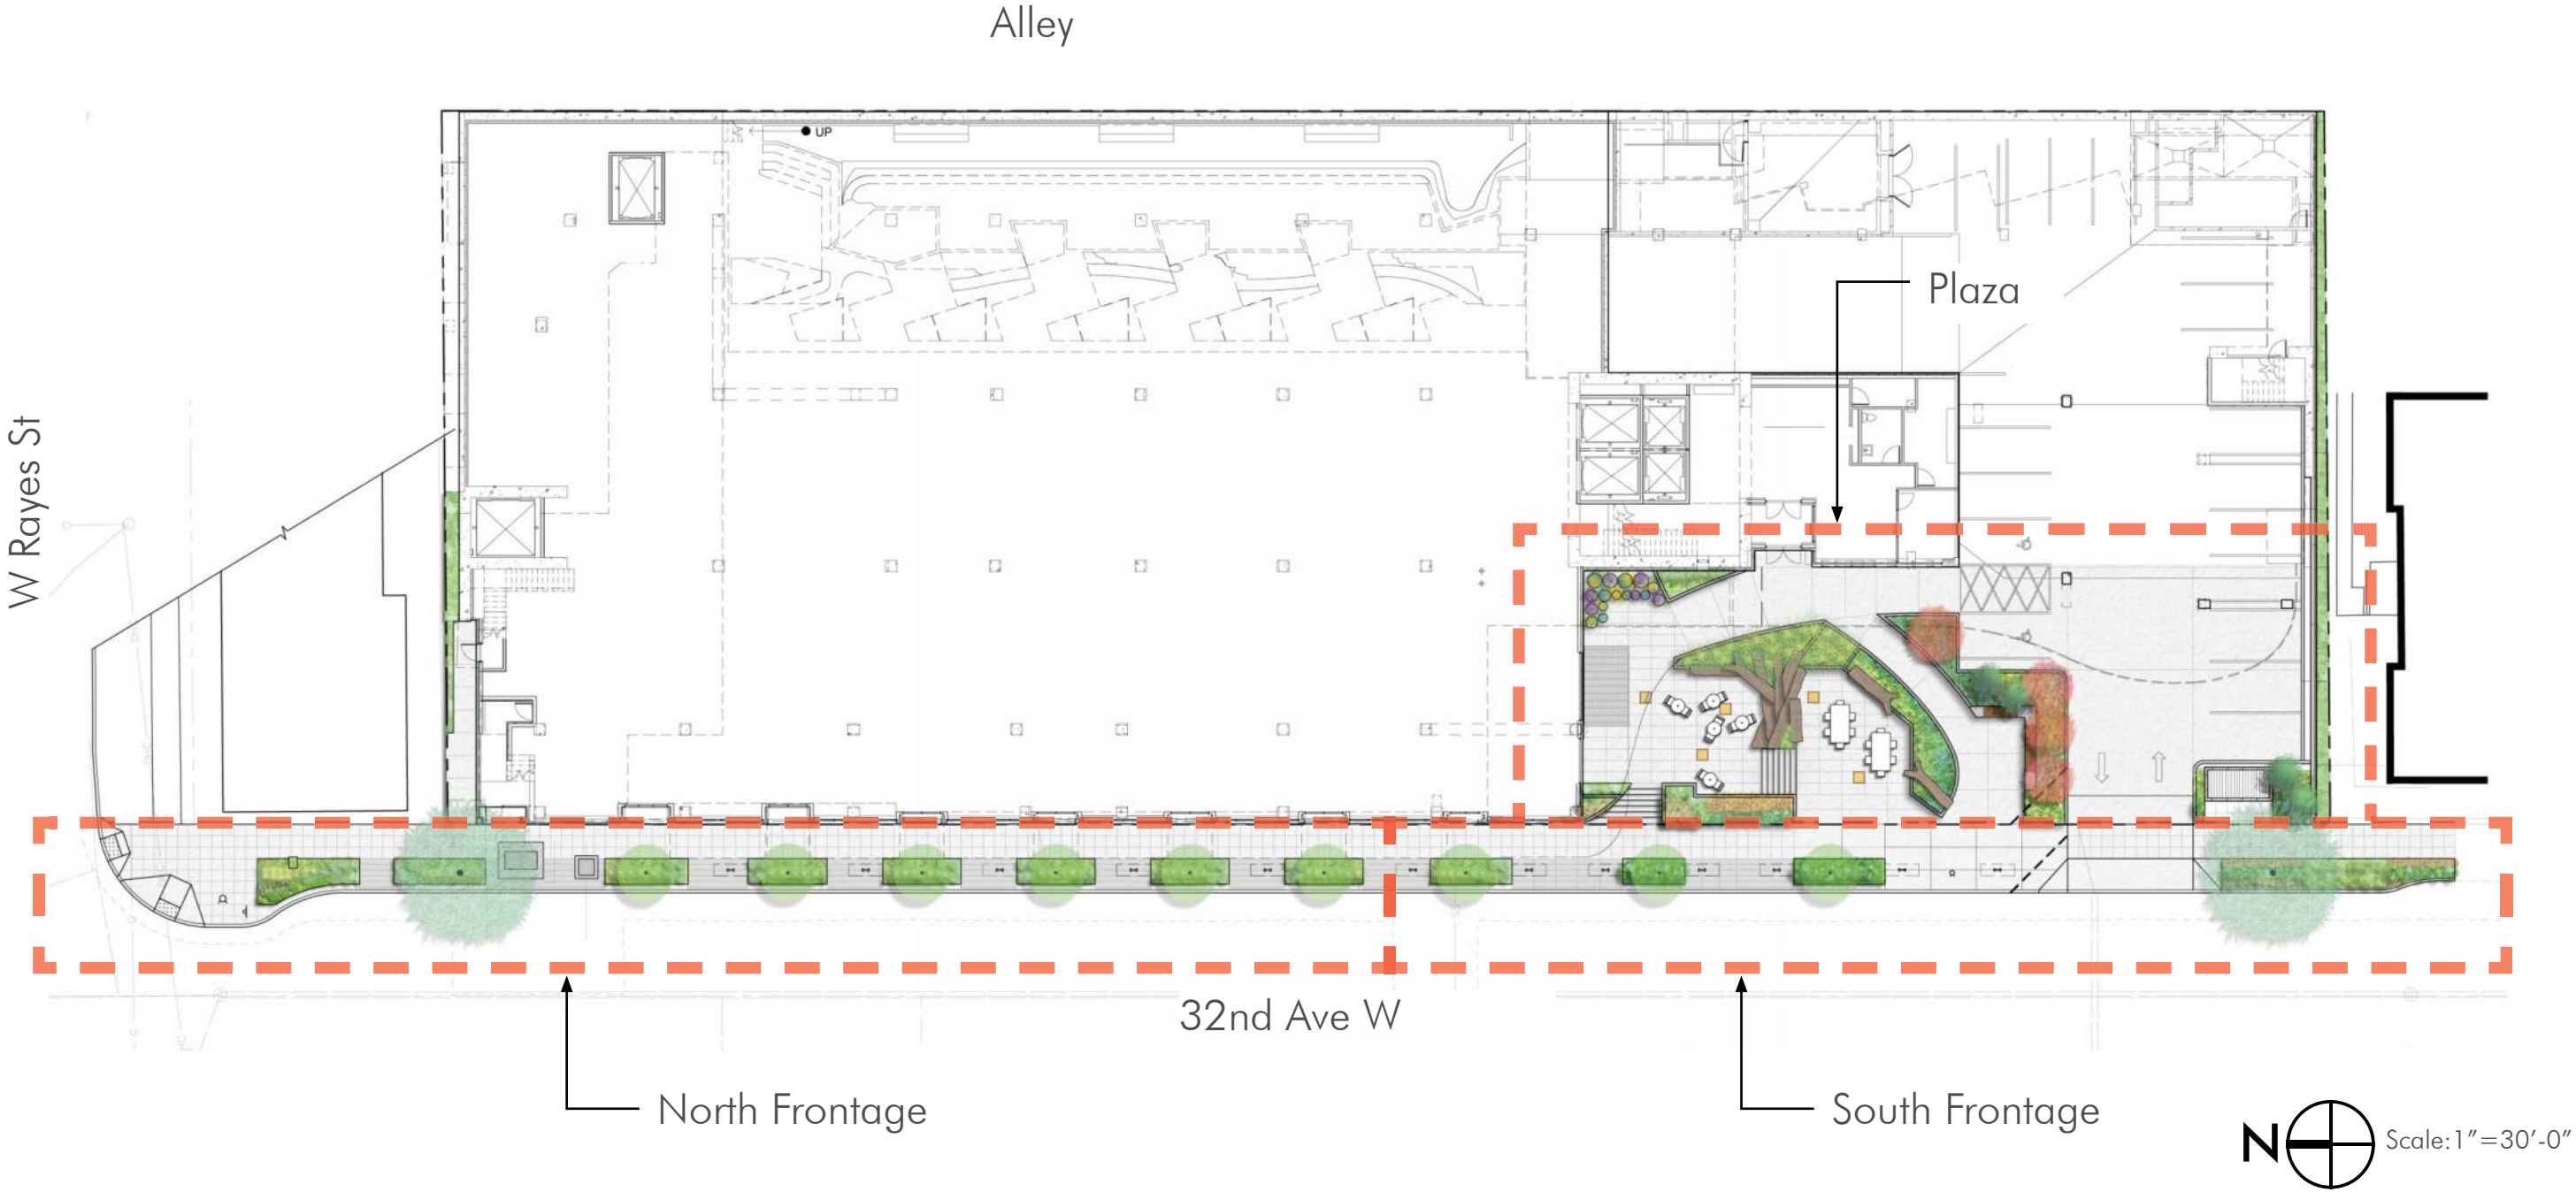 Alley
UP
Plaza
W Rayes St
32nd Ave W
North Frontage
South Frontage
N
Scale:1"=30'-0"